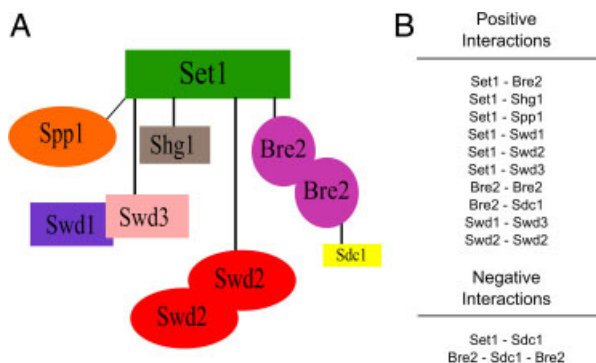 A
Set1
Spp1
Shg1
Bre2
Bre2
Swd1
Swd3
Sdc1
Swd2
Swd2
B
Positive
Interactions
Set1 - Bre2
Set1 - Shg1
Set1 - Spp1
Set1 - Swd1
Set1 - Swd2
Set1 - Swd3
Bre2 - Bre2
Bre2 - Sdc1
Swd1 - Swd3
Swd2 - Swd2
Negative
Interactions
Set1 - Sdc1
Bre2 - Sdc1 - Bre2